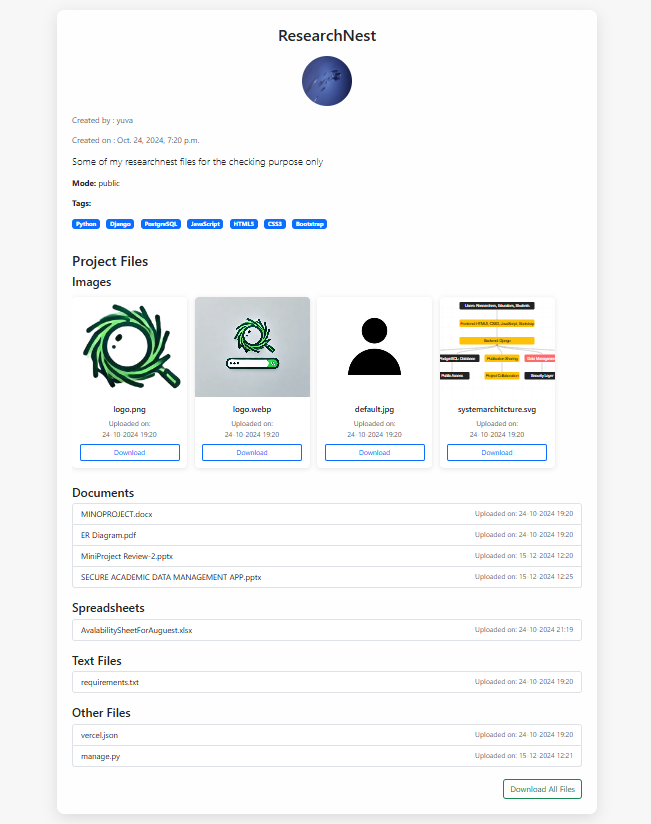 ResearchNest
Created by : yuva
Created on : Oct. 24, 2024, 7:20 p.m.
Some of my researchnest files for the checking purpose only
Mode: public
Tags:
Python Django PostgreSQL JavaScript HTML5 CSS3 Bootstrap
Project Files
Images
Users: Researchers, Educators, Students
Frontend: HTML5, CSS3, JavaScript, Bootstrap
Backend: Django
PostgreSQL: Database
Publication Sharing
Data Managemen
Public Access
Project Collaboration
Security Layer
logo.png
Uploaded on:
24-10-2024 19:20
Download
logo.webp
Uploaded on:
24-10-2024 19:20
Download
default.jpg
Uploaded on:
24-10-2024 19:20
Download
systemarchitcture.svg
Uploaded on:
24-10-2024 19:20
Download
Documents
MINOPROJECT.docx Uploaded on: 24-10-2024 19:20
ER Diagram.pdf Uploaded on: 24-10-2024 19:20
MiniProject Review-2.pptx Uploaded on: 15-12-2024 12:20
SECURE ACADEMIC DATA MANAGEMENT APP.pptx Uploaded on: 15-12-2024 12:25
Spreadsheets
AvalabilitySheetForAuguest.xlsx Uploaded on: 24-10-2024 21:19
Text Files
requirements.txt Uploaded on: 24-10-2024 19:20
Other Files
vercel.json Uploaded on: 24-10-2024 19:20
manage.py Uploaded on: 15-12-2024 12:21
Download All Files